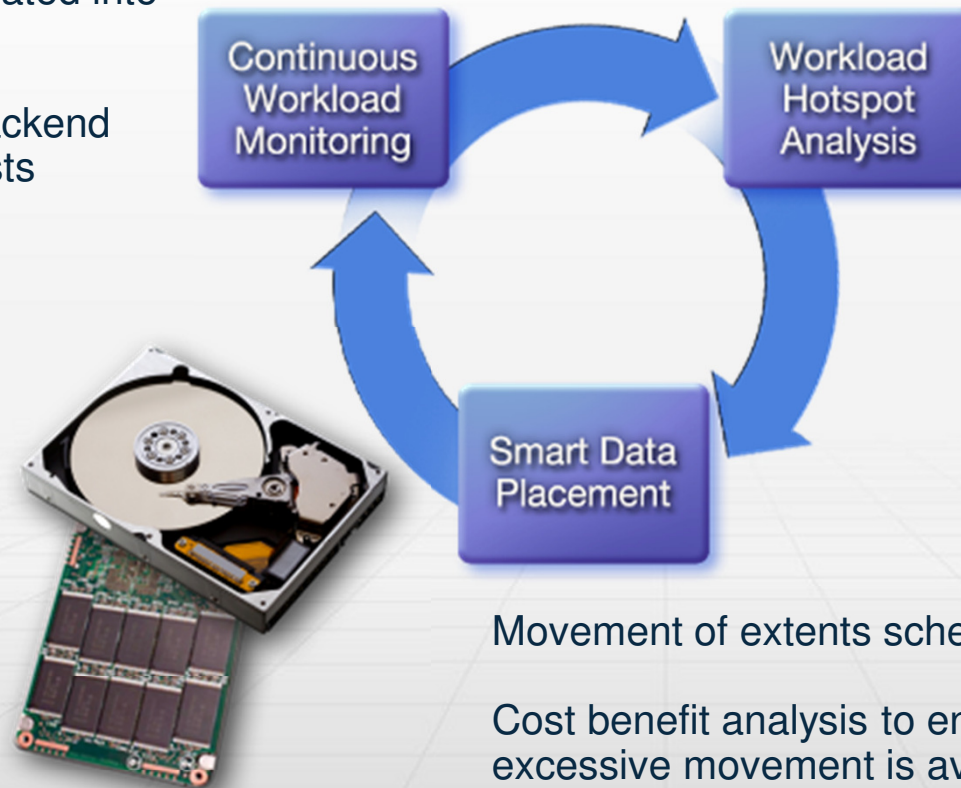 into
Continuous
Workload
Monitoring
Workload
Hotspot
Analysis
Smart Data
Placement
Movement of extents
Cost benefit analysis to
excessive movement is